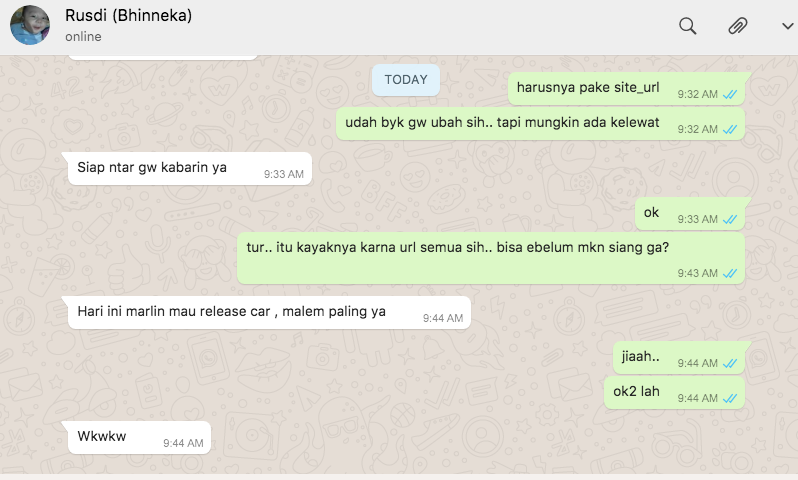 Rusdi (Bhinneka)
online
TODAY
harusnya pake site_url
9:32 AM
udah byk gw ubah sih.. tapi mungkin ada kelewat
9:32 AM
Siap ntar gw kabarin ya
9:33 AM
ok
9:33 AM
tur.. itu kayaknya karna url semua sih.. bisa ebelum mkn siang ga?
9:43 AM
Hari ini marlin mau release car , malem paling ya
9:44 AM
jiaah..
9:44 AM
ok2 lah
9:44 AM
Wkwkw
9:44 AM